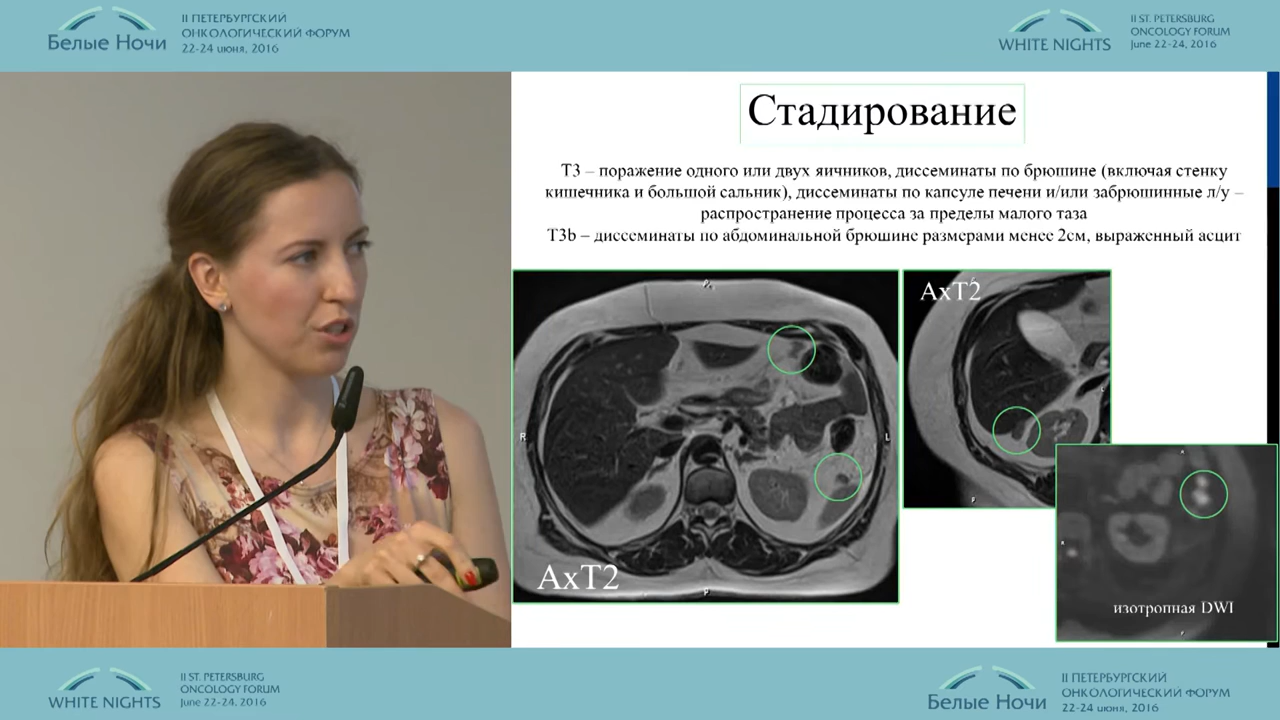 Белые Ночи
II ПЕТЕРБУРГСКИЙ
ОНКОЛОГИЧЕСКИЙ ФОРУМ
22-24 июня, 2016
WHITE NIGHTS
II ST. PETERSBURG
ONCOLOGY FORUM
June 22-24, 2016
Стадирование
Т3 – поражение одного или двух яичников, диссеминаты по брюшине (включая стенку
кишечника и большой сальник), диссеминаты по капсуле печени и/или забрюшинные л/у –
распространение процесса за пределы малого таза
Т3b – диссеминаты по абдоминальной брюшине размерами менее 2см, выраженный асцит
R
L
P
AxT2
AxT2
изотропная DWI
WHITE NIGHTS
II ST. PETERSBURG
ONCOLOGY FORUM
June 22-24, 2016
Белые Ночи
II ПЕТЕРБУРГСКИЙ
ОНКОЛОГИЧЕСКИЙ ФОРУМ
22-24 июня, 2016